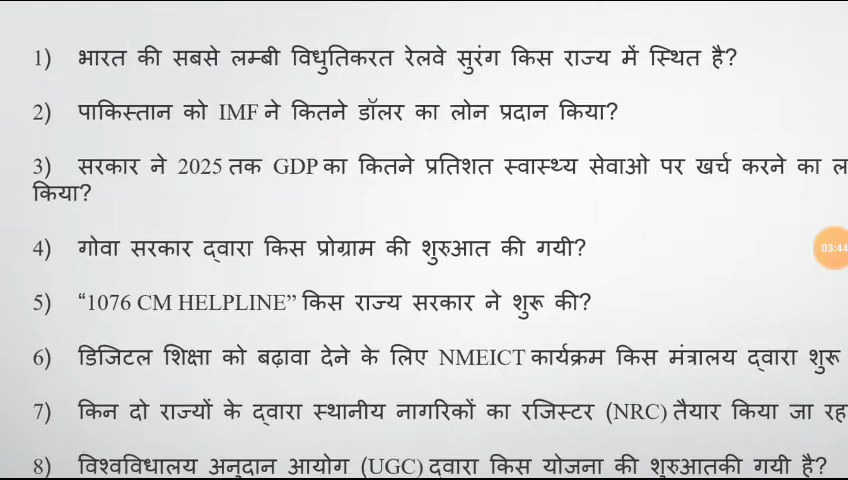 1) भारत की सबसे लम्बी विधुतिकरत रेलवे सुरंग किस राज्य में स्थित है?
2) पाकिस्तान को IMF ने कितने डॉलर का लोन प्रदान किया?
3) सरकार ने 2025 तक GDP का कितने प्रतिशत स्वास्थ्य सेवाओ पर खर्च करने का ल
किया?
4) गोवा सरकार द्वारा किस प्रोग्राम की शुरुआत की गयी?
03:44
5) “1076 CM HELPLINE” किस राज्य सरकार ने शुरू की?
6) डिजिटल शिक्षा को बढ़ावा देने के लिए NMEICT कार्यक्रम किस मंत्रालय द्वारा शुरू
7) किन दो राज्यों के द्वारा स्थानीय नागरिकों का रजिस्टर (NRC) तैयार किया जा रह
8) विश्वविधालय अनुदान आयोग (UGC) द्वारा किस योजना की शुरुआतकी गयी है?